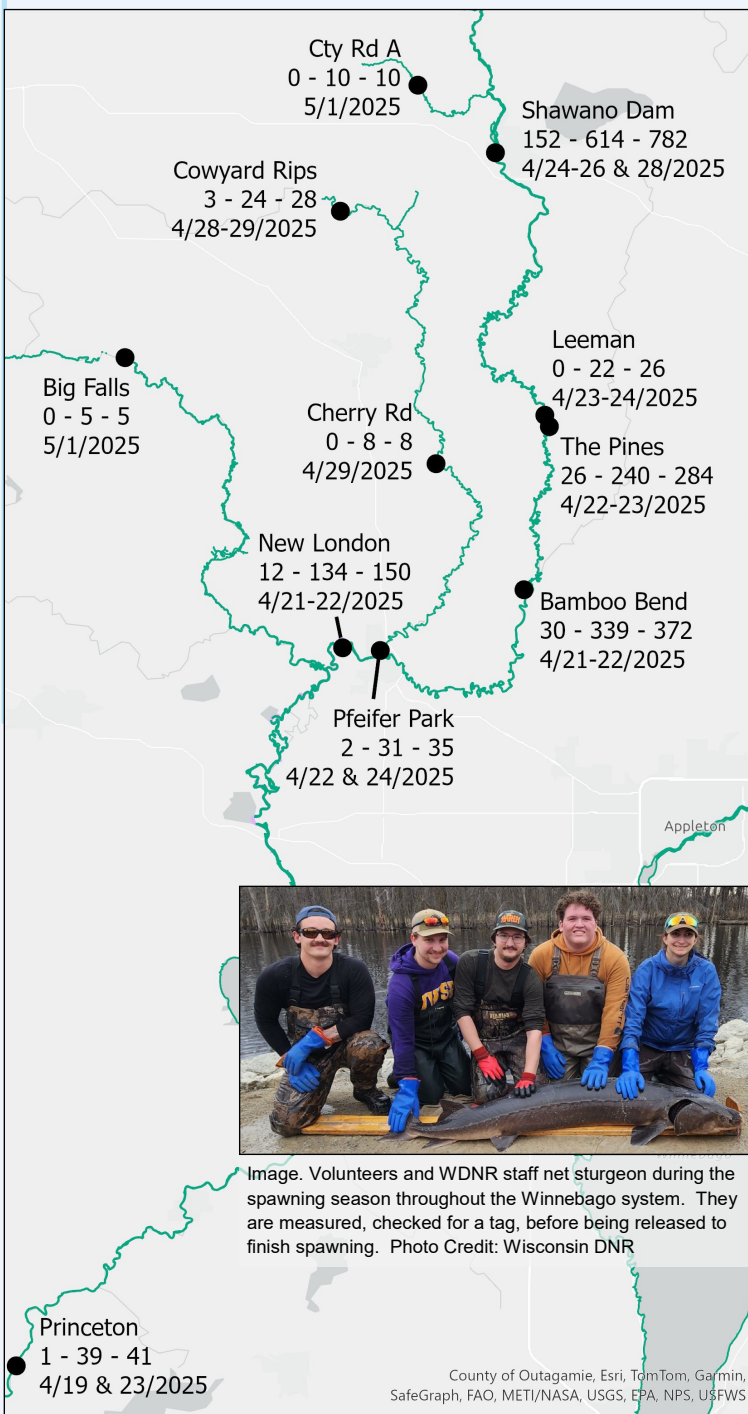 Cty Rd A
0 - 10 - 10
5/1/2025
Shawano Dam
152 - 614 - 782
4/24-26 & 28/2025
Cowyard Rips
3 - 24 - 28
4/28-29/2025
Leeman
0 - 22 - 26
4/23-24/2025
Big Falls
0 - 5 - 5
5/1/2025
Cherry Rd
0 - 8 - 8
4/29/2025
The Pines
26 - 240 - 284
4/22-23/2025
New London
12 - 134 - 150
4/21-22/2025
Bamboo Bend
30 - 339 - 372
4/21-22/2025
Pfeifer Park
2 - 31 - 35
4/22 & 24/2025
Appleton
Image. Volunteers and WDNR staff net sturgeon during the
spawning season throughout the Winnebago system. They
are measured, checked for a tag, before being released to
finish spawning. Photo Credit: Wisconsin DNR
Princeton
1 - 39 - 41
4/19 & 23/2025
County of Outagamie, Esri, TomTom, Garmin,
SafeGraph, FAO, METI/NASA, USGS, EPA, NPS, USFWS